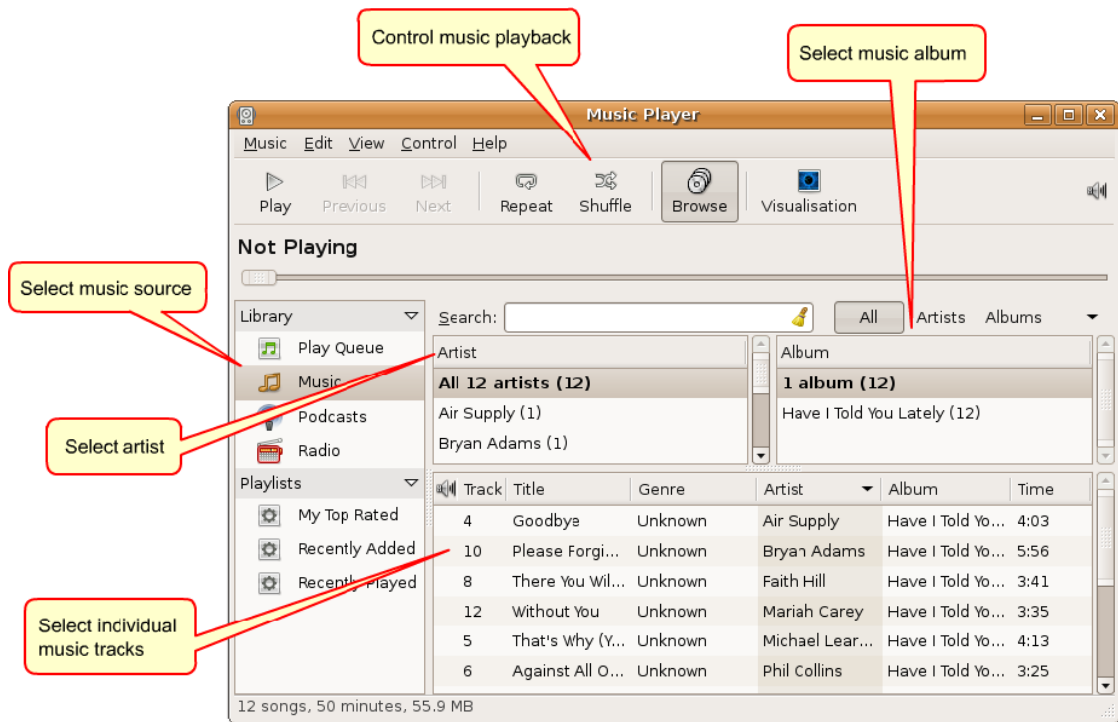 Control music playback
Select music album
Music Player
Music Edit View Control Help
Play Previous Next Repeat Shuffle Browse Visualisation
Not Playing
Select music source
Library
Play Queue
Music
Podcasts
Radio
Select artist
Playlists
My Top Rated
Recently Added
Recently Played
Select individual
music tracks
Search: All Artists Albums
Artist
All 12 artists (12)
Air Supply (1)
Bryan Adams (1)
Album
1 album (12)
Have I Told You Lately (12)
Track Title Genre Artist Album Time
4 Goodbye Unknown Air Supply Have I Told Yo... 4:03
10 Please Forgi... Unknown Bryan Adams Have I Told Yo... 5:56
8 There You Wil... Unknown Faith Hill Have I Told Yo... 3:41
12 Without You Unknown Mariah Carey Have I Told Yo... 3:35
5 That's Why (Y... Unknown Michael Lear... Have I Told Yo... 4:13
6 Against All O... Unknown Phil Collins Have I Told Yo... 3:25
12 songs, 50 minutes, 55.9 MB